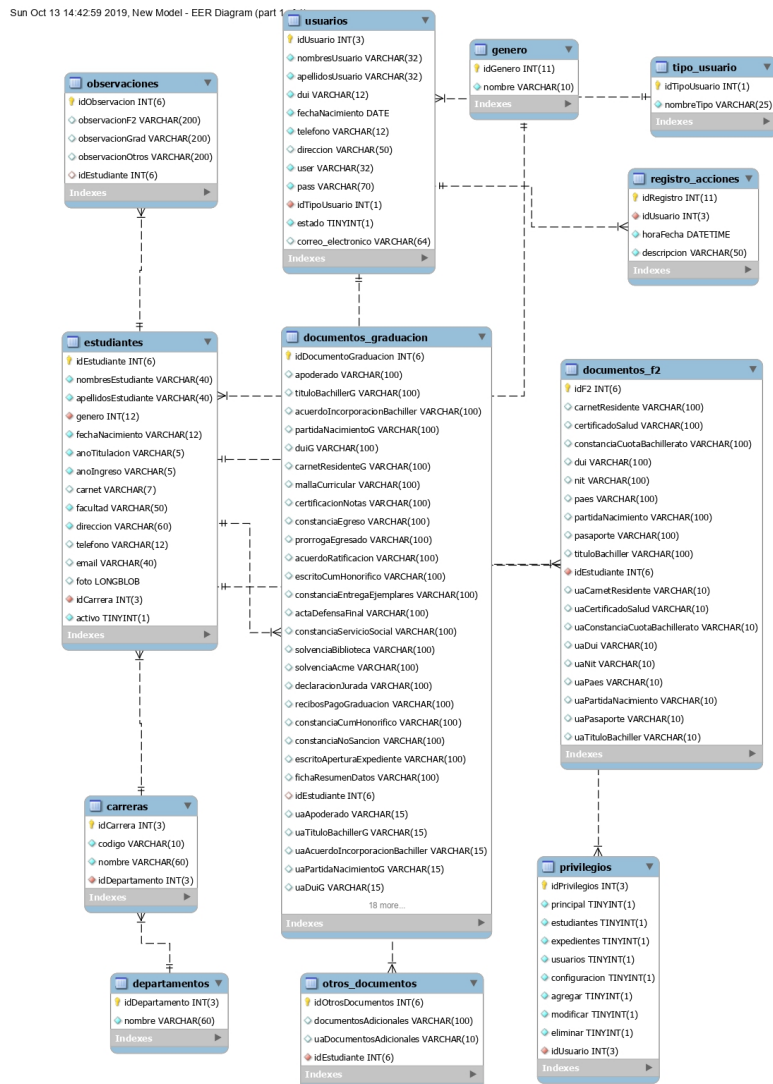 Sun Oct 13 14:42:59 2019, New Model - EER Diagram (part 1
usuarios
idUsuario INT(3)
nombresUsuario VARCHAR(32)
apellidosUsuario VARCHAR(32)
dui VARCHAR(12)
fechaNacimiento DATE
telefono VARCHAR(12)
direccion VARCHAR(50)
user VARCHAR(32)
pass VARCHAR(70)
idTipoUsuario INT(1)
estado TINYINT(1)
correo_electronico VARCHAR(64)
Indexes
genero
idGenero INT(11)
nombre VARCHAR(10)
Indexes
tipo_usuario
idTipoUsuario INT(1)
nombreTipo VARCHAR(25)
Indexes
observaciones
idObservacion INT(6)
observacionF2 VARCHAR(200)
observacionGrad VARCHAR(200)
observacionOtros VARCHAR(200)
idEstudiante INT(6)
Indexes
registro_acciones
idRegistro INT(11)
idUsuario INT(3)
horaFecha DATETIME
descripcion VARCHAR(50)
Indexes
estudiantes
idEstudiante INT(6)
nombresEstudiante VARCHAR(40)
apellidosEstudiante VARCHAR(40)
genero INT(12)
fechaNacimiento VARCHAR(12)
anoTitulacion VARCHAR(5)
anoIngreso VARCHAR(5)
carnet VARCHAR(7)
facultad VARCHAR(50)
direccion VARCHAR(60)
telefono VARCHAR(12)
email VARCHAR(40)
foto LONGBLOB
idCarrera INT(3)
activo TINYINT(1)
Indexes
documentos_graduacion
idDocumentoGraduacion INT(6)
apoderado VARCHAR(100)
tituloBachillerG VARCHAR(100)
acuerdoIncorporacionBachiller VARCHAR(100)
partidaNacimientoG VARCHAR(100)
duiG VARCHAR(100)
carnetResidenteG VARCHAR(100)
mallaCurricular VARCHAR(100)
certificacionNotas VARCHAR(100)
constanciaEgreso VARCHAR(100)
prorrogaEgresado VARCHAR(100)
acuerdoRatificacion VARCHAR(100)
escritoCumHonorifico VARCHAR(100)
constanciaEntregaEjemplares VARCHAR(100)
actaDefensaFinal VARCHAR(100)
constanciaServicioSocial VARCHAR(100)
solvenciaBiblioteca VARCHAR(100)
solvenciaAcme VARCHAR(100)
declaracionJurada VARCHAR(100)
recibosPagoGraduacion VARCHAR(100)
constanciaCumHonorifico VARCHAR(100)
constanciaNoSancion VARCHAR(100)
escritoAperturaExpediente VARCHAR(100)
fichaResumenDatos VARCHAR(100)
idEstudiante INT(6)
uaApoderado VARCHAR(15)
uaTituloBachillerG VARCHAR(15)
uaAcuerdoIncorporacionBachiller VARCHAR(15)
uaPartidaNacimientoG VARCHAR(15)
uaDuiG VARCHAR(15)
18 more...
Indexes
documentos_f2
idF2 INT(6)
carnetResidente VARCHAR(100)
certificadoSalud VARCHAR(100)
constanciaCuotaBachillerato VARCHAR(100)
dui VARCHAR(100)
nit VARCHAR(100)
paes VARCHAR(100)
partidaNacimiento VARCHAR(100)
pasaporte VARCHAR(100)
tituloBachiller VARCHAR(100)
idEstudiante INT(6)
uaCarnetResidente VARCHAR(10)
uaCertificadoSalud VARCHAR(10)
uaConstanciaCuotaBachillerato VARCHAR(10)
uaDui VARCHAR(10)
uaNit VARCHAR(10)
uaPaes VARCHAR(10)
uaPartidaNacimiento VARCHAR(10)
uaPasaporte VARCHAR(10)
uaTituloBachiller VARCHAR(10)
Indexes
carreras
idCarrera INT(3)
codigo VARCHAR(10)
nombre VARCHAR(60)
idDepartamento INT(3)
Indexes
privilegios
idPrivilegios INT(3)
principal TINYINT(1)
estudiantes TINYINT(1)
expedientes TINYINT(1)
usuarios TINYINT(1)
configuracion TINYINT(1)
agregar TINYINT(1)
modificar TINYINT(1)
eliminar TINYINT(1)
idUsuario INT(3)
Indexes
departamentos
idDepartamento INT(3)
nombre VARCHAR(60)
Indexes
otros_documentos
idOtrosDocumentos INT(6)
documentosAdicionales VARCHAR(100)
uaDocumentosAdicionales VARCHAR(10)
idEstudiante INT(6)
Indexes